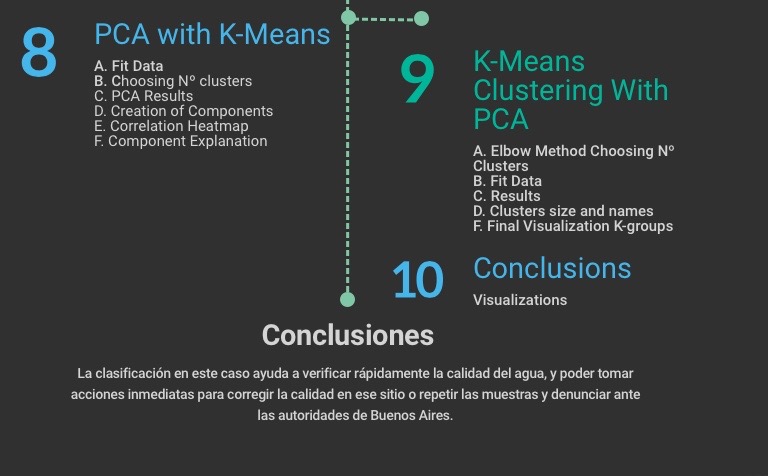 8
PCA with K-Means
A. Fit Data
B. Choosing Nº clusters
C. PCA Results
D. Creation of Components
E. Correlation Heatmap
F. Component Explanation
9
K-Means
Clustering With
PCA
A. Elbow Method Choosing Nº
Clusters
B. Fit Data
C. Results
D. Clusters size and names
F. Final Visualization K-groups
10
Conclusions
Visualizations
Conclusiones
La clasificación en este caso ayuda a verificar rápidamente la calidad del agua, y poder tomar
acciones inmediatas para corregir la calidad en ese sitio o repetir las muestras y denunciar ante
las autoridades de Buenos Aires.